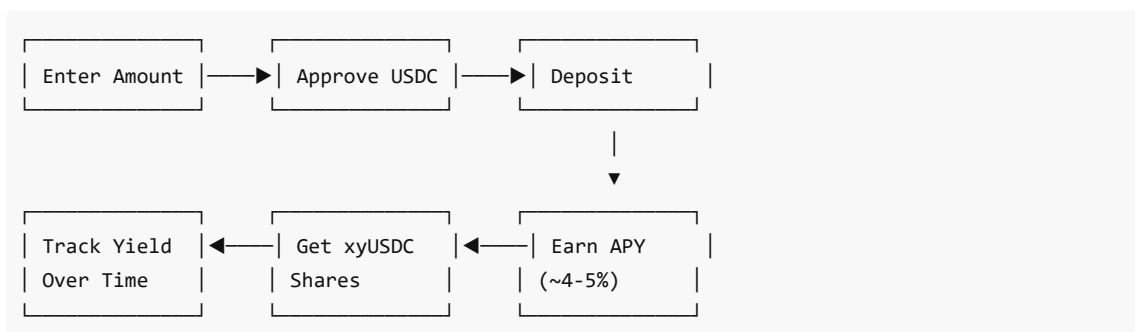 Enter Amount
Approve USDC
Deposit
Earn APY
(~4-5%)
Get xyUSDC
Shares
Track Yield
Over Time